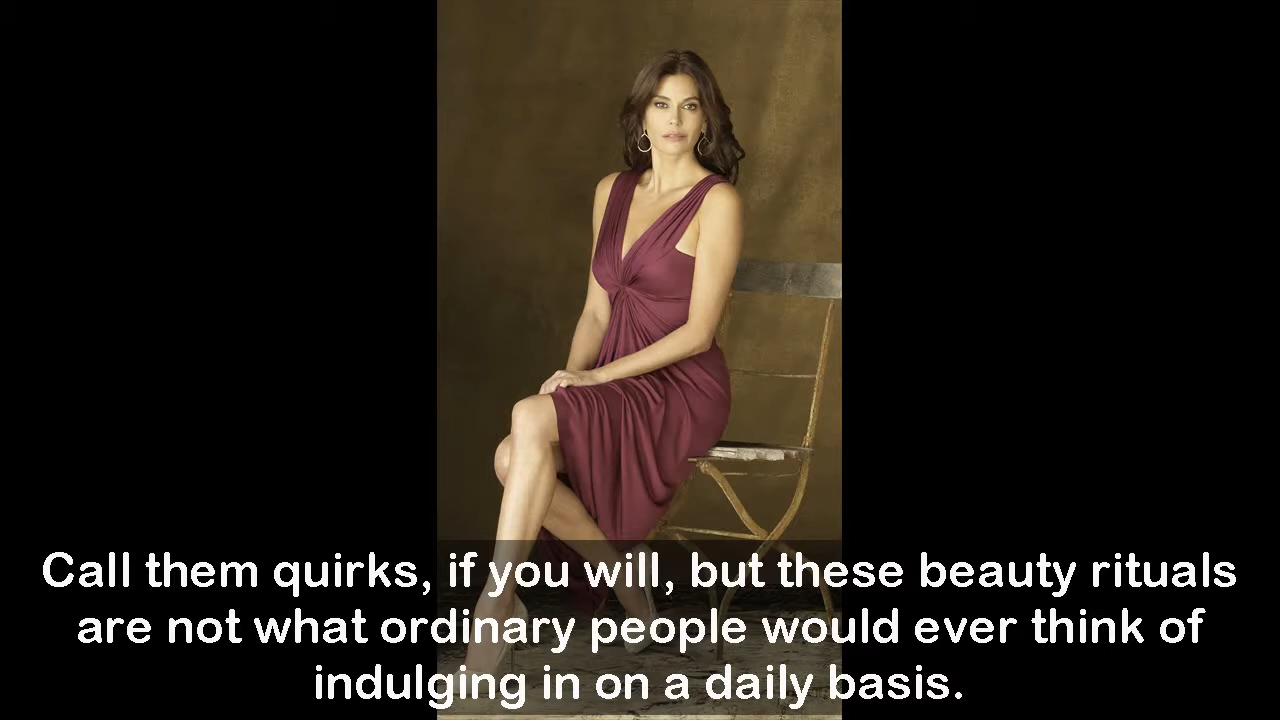 Call them quirks, if you will, but these beauty rituals
are not what ordinary people would ever think of
indulging in on a daily basis.